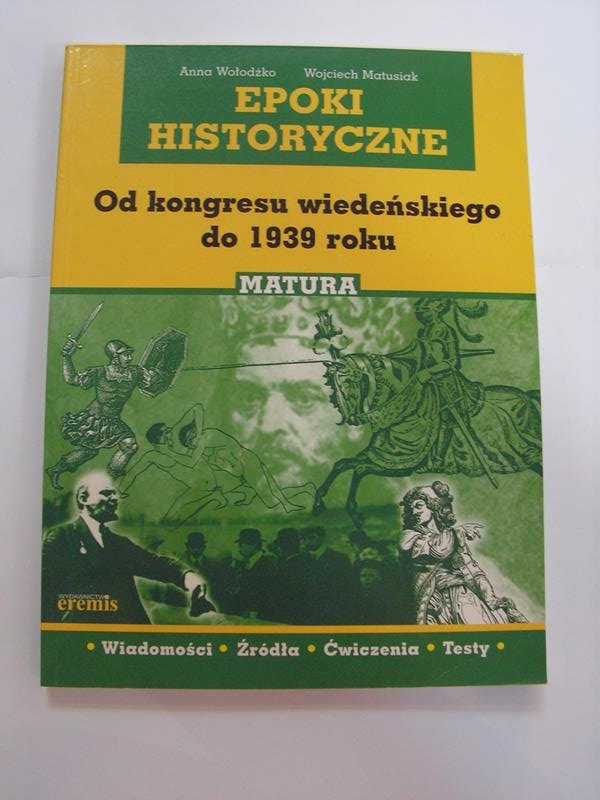 Anna Wołodźko Wojciech Matusiak
EPOKI
HISTORYCZNE
Od kongresu wiedeńskiego
do 1939 roku
MATURA
WYDAWNICTWO
eremis
• Wiadomości • Źródła • Ćwiczenia • Testy •